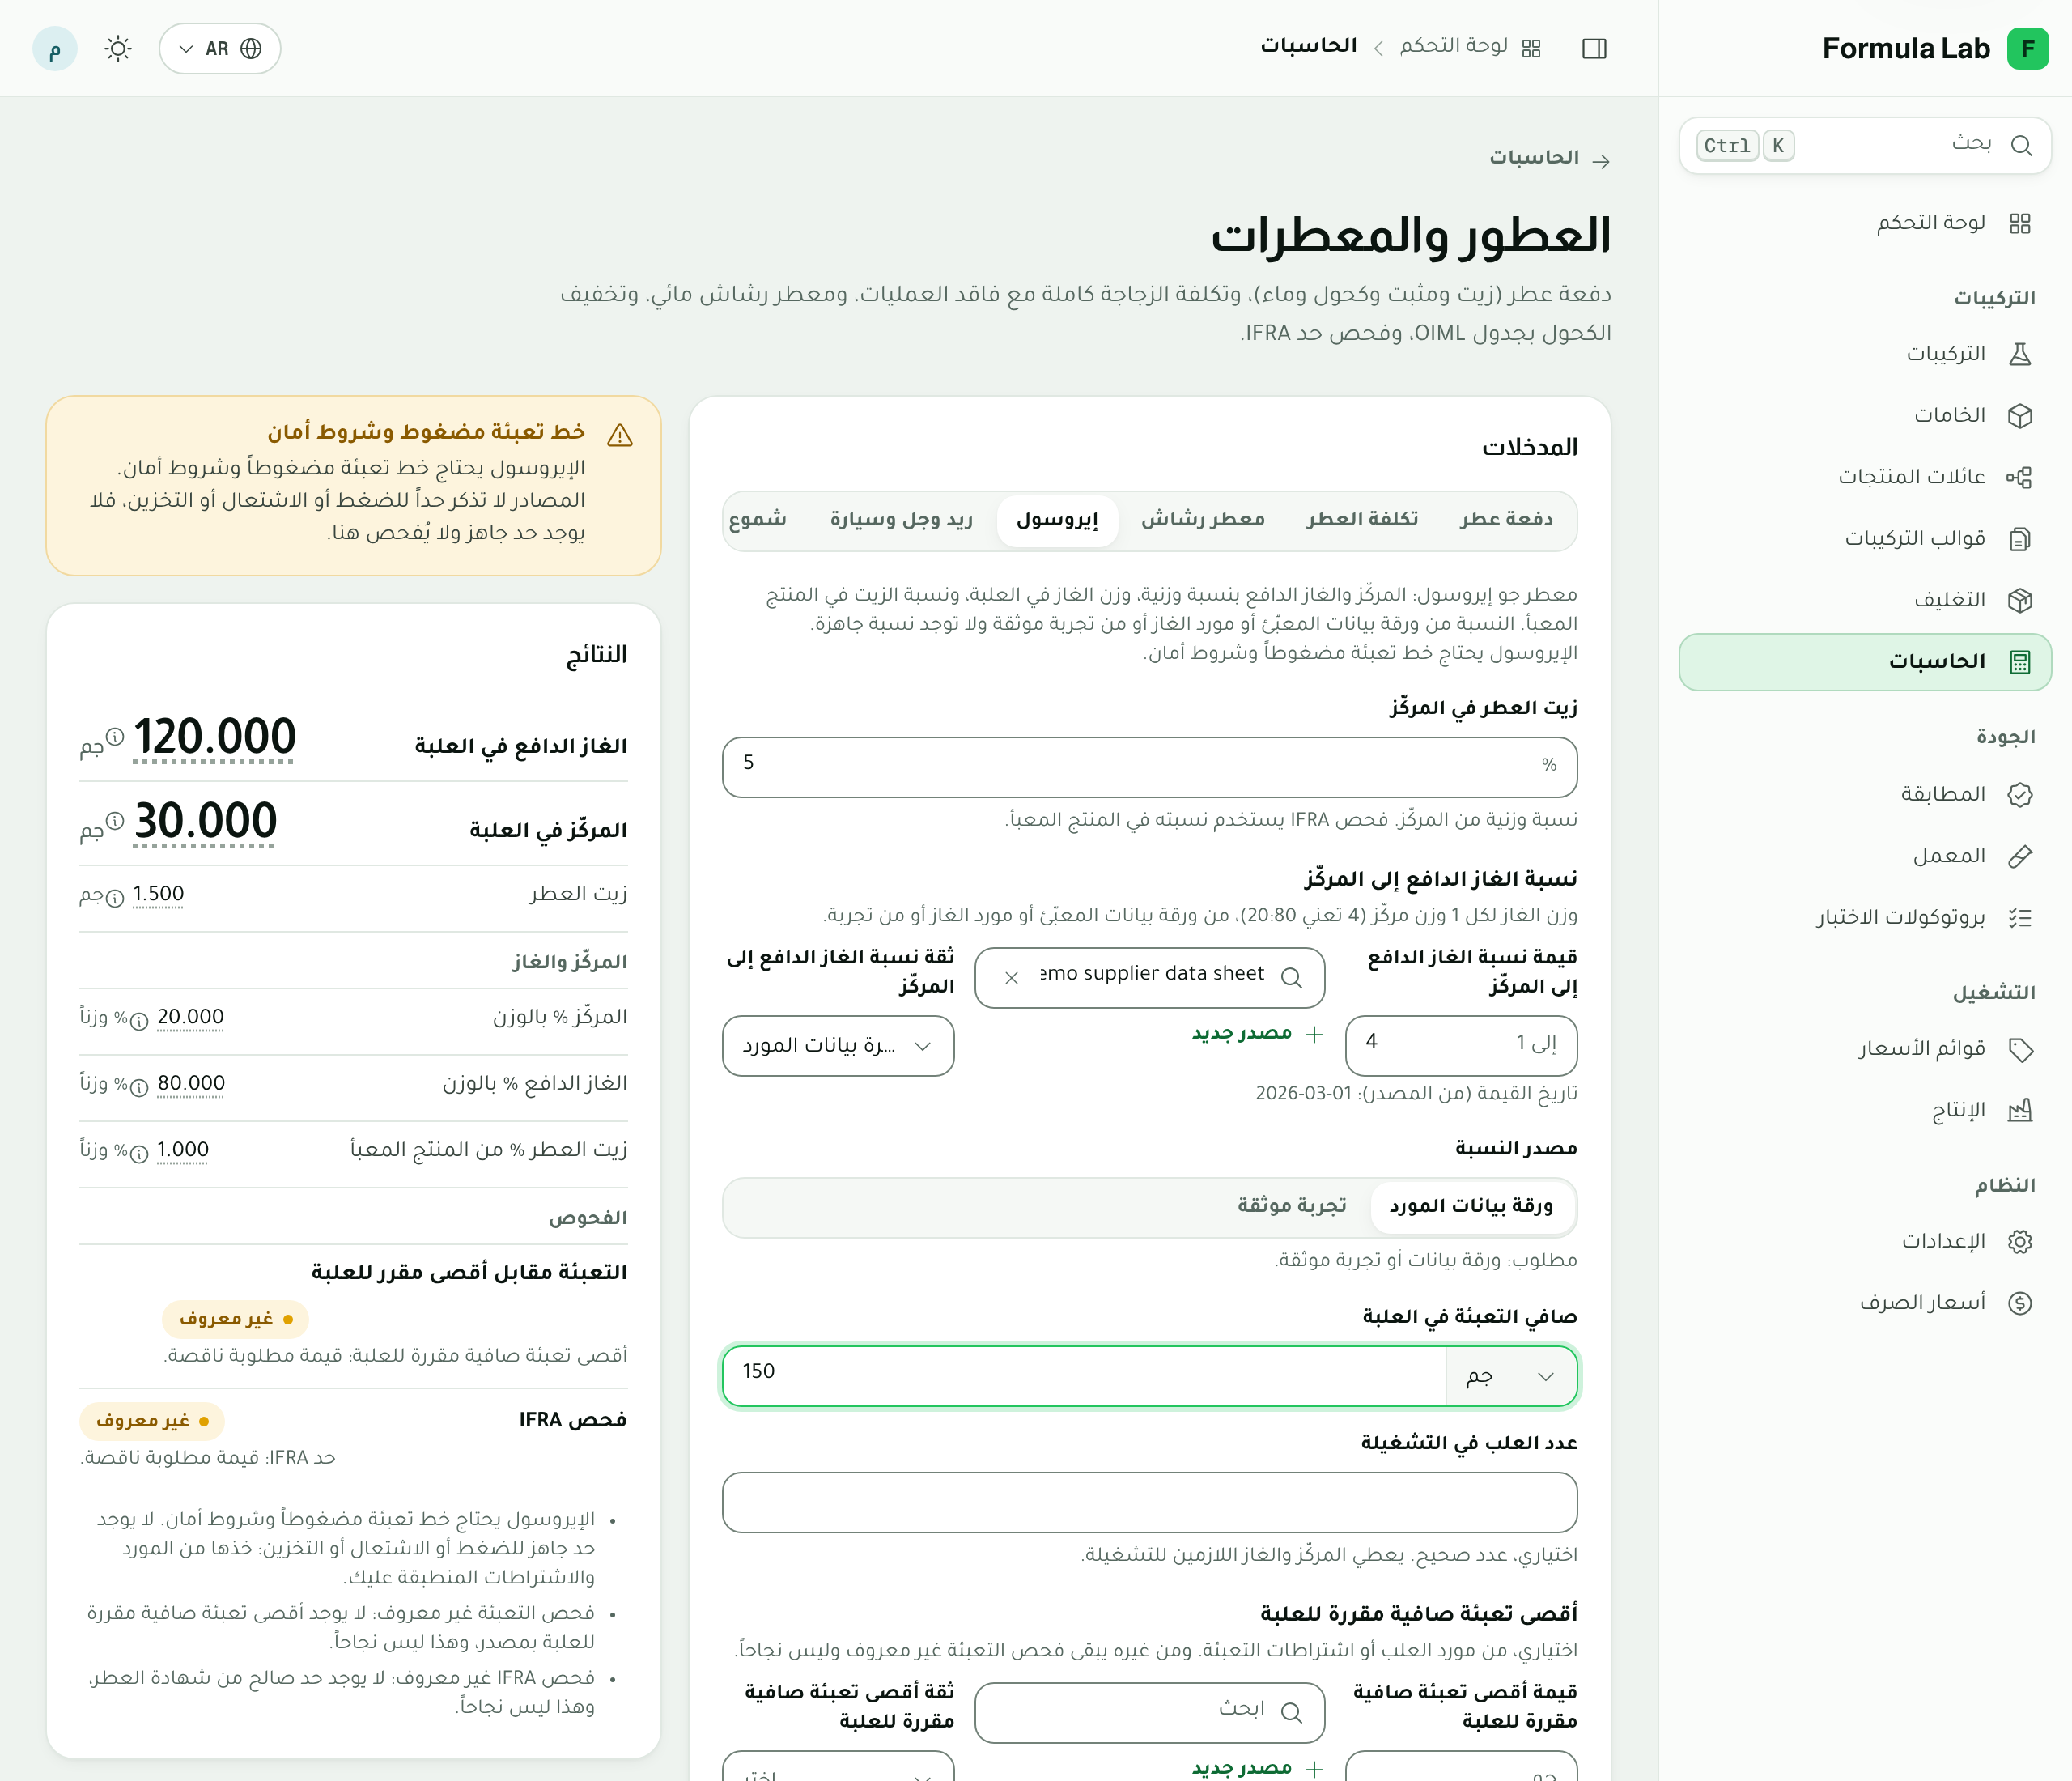 Formula Lab
F
بحث
Ctrl K
لوحة التحكم
التركيبات
التركيبات
الخامات
عائلات المنتجات
قوالب التركيبات
التغليف
الحاسبات
الجودة
المطابقة
المعمل
بروتوكولات الاختبار
التشغيل
قوائم الأسعار
الإنتاج
النظام
الإعدادات
أسعار الصرف
لوحة التحكم
الحاسبات
AR
م
الحاسبات
العطور والمعطرات
دفعة عطر (زيت ومثبت وكحول وماء)، وتكلفة الزجاجة كاملة مع فاقد العمليات، ومعطر رشاش مائي، وتخفيف
الكحول بجدول OIML، وفحص حد IFRA.
المدخلات
دفعة عطر
تكلفة العطر
معطر رشاش
إيروسول
ريد وجل وسيارة
شموع
معطر جو إيروسول: المركّز والغاز الدافع بنسبة وزنية، وزن الغاز في العلبة، ونسبة الزيت في المنتج
المعبأ. النسبة من ورقة بيانات المعبّئ أو مورد الغاز أو من تجربة موثقة ولا توجد نسبة جاهزة.
الإيروسول يحتاج خط تعبئة مضغوطاً وشروط أمان.
زيت العطر في المركّز
% 5
نسبة وزنية من المركّز. فحص IFRA يستخدم نسبته في المنتج المعبأ.
نسبة الغاز الدافع إلى المركّز
وزن الغاز لكل 1 وزن مركّز (4 تعني 20:80)، من ورقة بيانات المعبّئ أو مورد الغاز أو من تجربة.
قيمة نسبة الغاز الدافع
إلى المركّز
إلى 1 4
emo supplier data sheet
مصدر جديد
ثقة نسبة الغاز الدافع إلى
المركّز
رة بيانات المورد...
تاريخ القيمة (من المصدر): 2026-03-01
مصدر النسبة
ورقة بيانات المورد
تجربة موثقة
مطلوب: ورقة بيانات أو تجربة موثقة.
صافي التعبئة في العلبة
جم 150
عدد العلب في التشغيلة
اختياري، عدد صحيح. يعطي المركّز والغاز اللازمين للتشغيلة.
أقصى تعبئة صافية مقررة للعلبة
اختياري، من مورد العلب أو اشتراطات التعبئة. ومن غيره يبقى فحص التعبئة غير معروف وليس نجاحاً.
قيمة أقصى تعبئة صافية
مقررة للعلبة
جم
ابحث
مصدر جديد
ثقة أقصى تعبئة صافية
مقررة للعلبة
اختر
خط تعبئة مضغوط وشروط أمان
الإيروسول يحتاج خط تعبئة مضغوطاً وشروط أمان.
المصادر لا تذكر حداً للضغط أو الاشتعال أو التخزين، فلا
يوجد حد جاهز ولا يُفحص هنا.
النتائج
الغاز الدافع في العلبة 120.000 جم
المركّز في العلبة 30.000 جم
زيت العطر 1.500 جم
المركّز والغاز
المركّز % بالوزن 20.000 % وزناً
الغاز الدافع % بالوزن 80.000 % وزناً
زيت العطر % من المنتج المعبأ 1.000 % وزناً
الفحوص
التعبئة مقابل أقصى مقرر للعلبة
غير معروف
أقصى تعبئة صافية مقررة للعلبة: قيمة مطلوبة ناقصة.
فحص IFRA
غير معروف
حد IFRA: قيمة مطلوبة ناقصة.
• الإيروسول يحتاج خط تعبئة مضغوطاً وشروط أمان. لا يوجد
حد جاهز للضغط أو الاشتعال أو التخزين: خذها من المورد
والاشتراطات المنطبقة عليك.
• فحص التعبئة غير معروف: لا يوجد أقصى تعبئة صافية مقررة
للعلبة بمصدر، وهذا ليس نجاحاً.
• فحص IFRA غير معروف: لا يوجد حد صالح من شهادة العطر،
وهذا ليس نجاحاً.